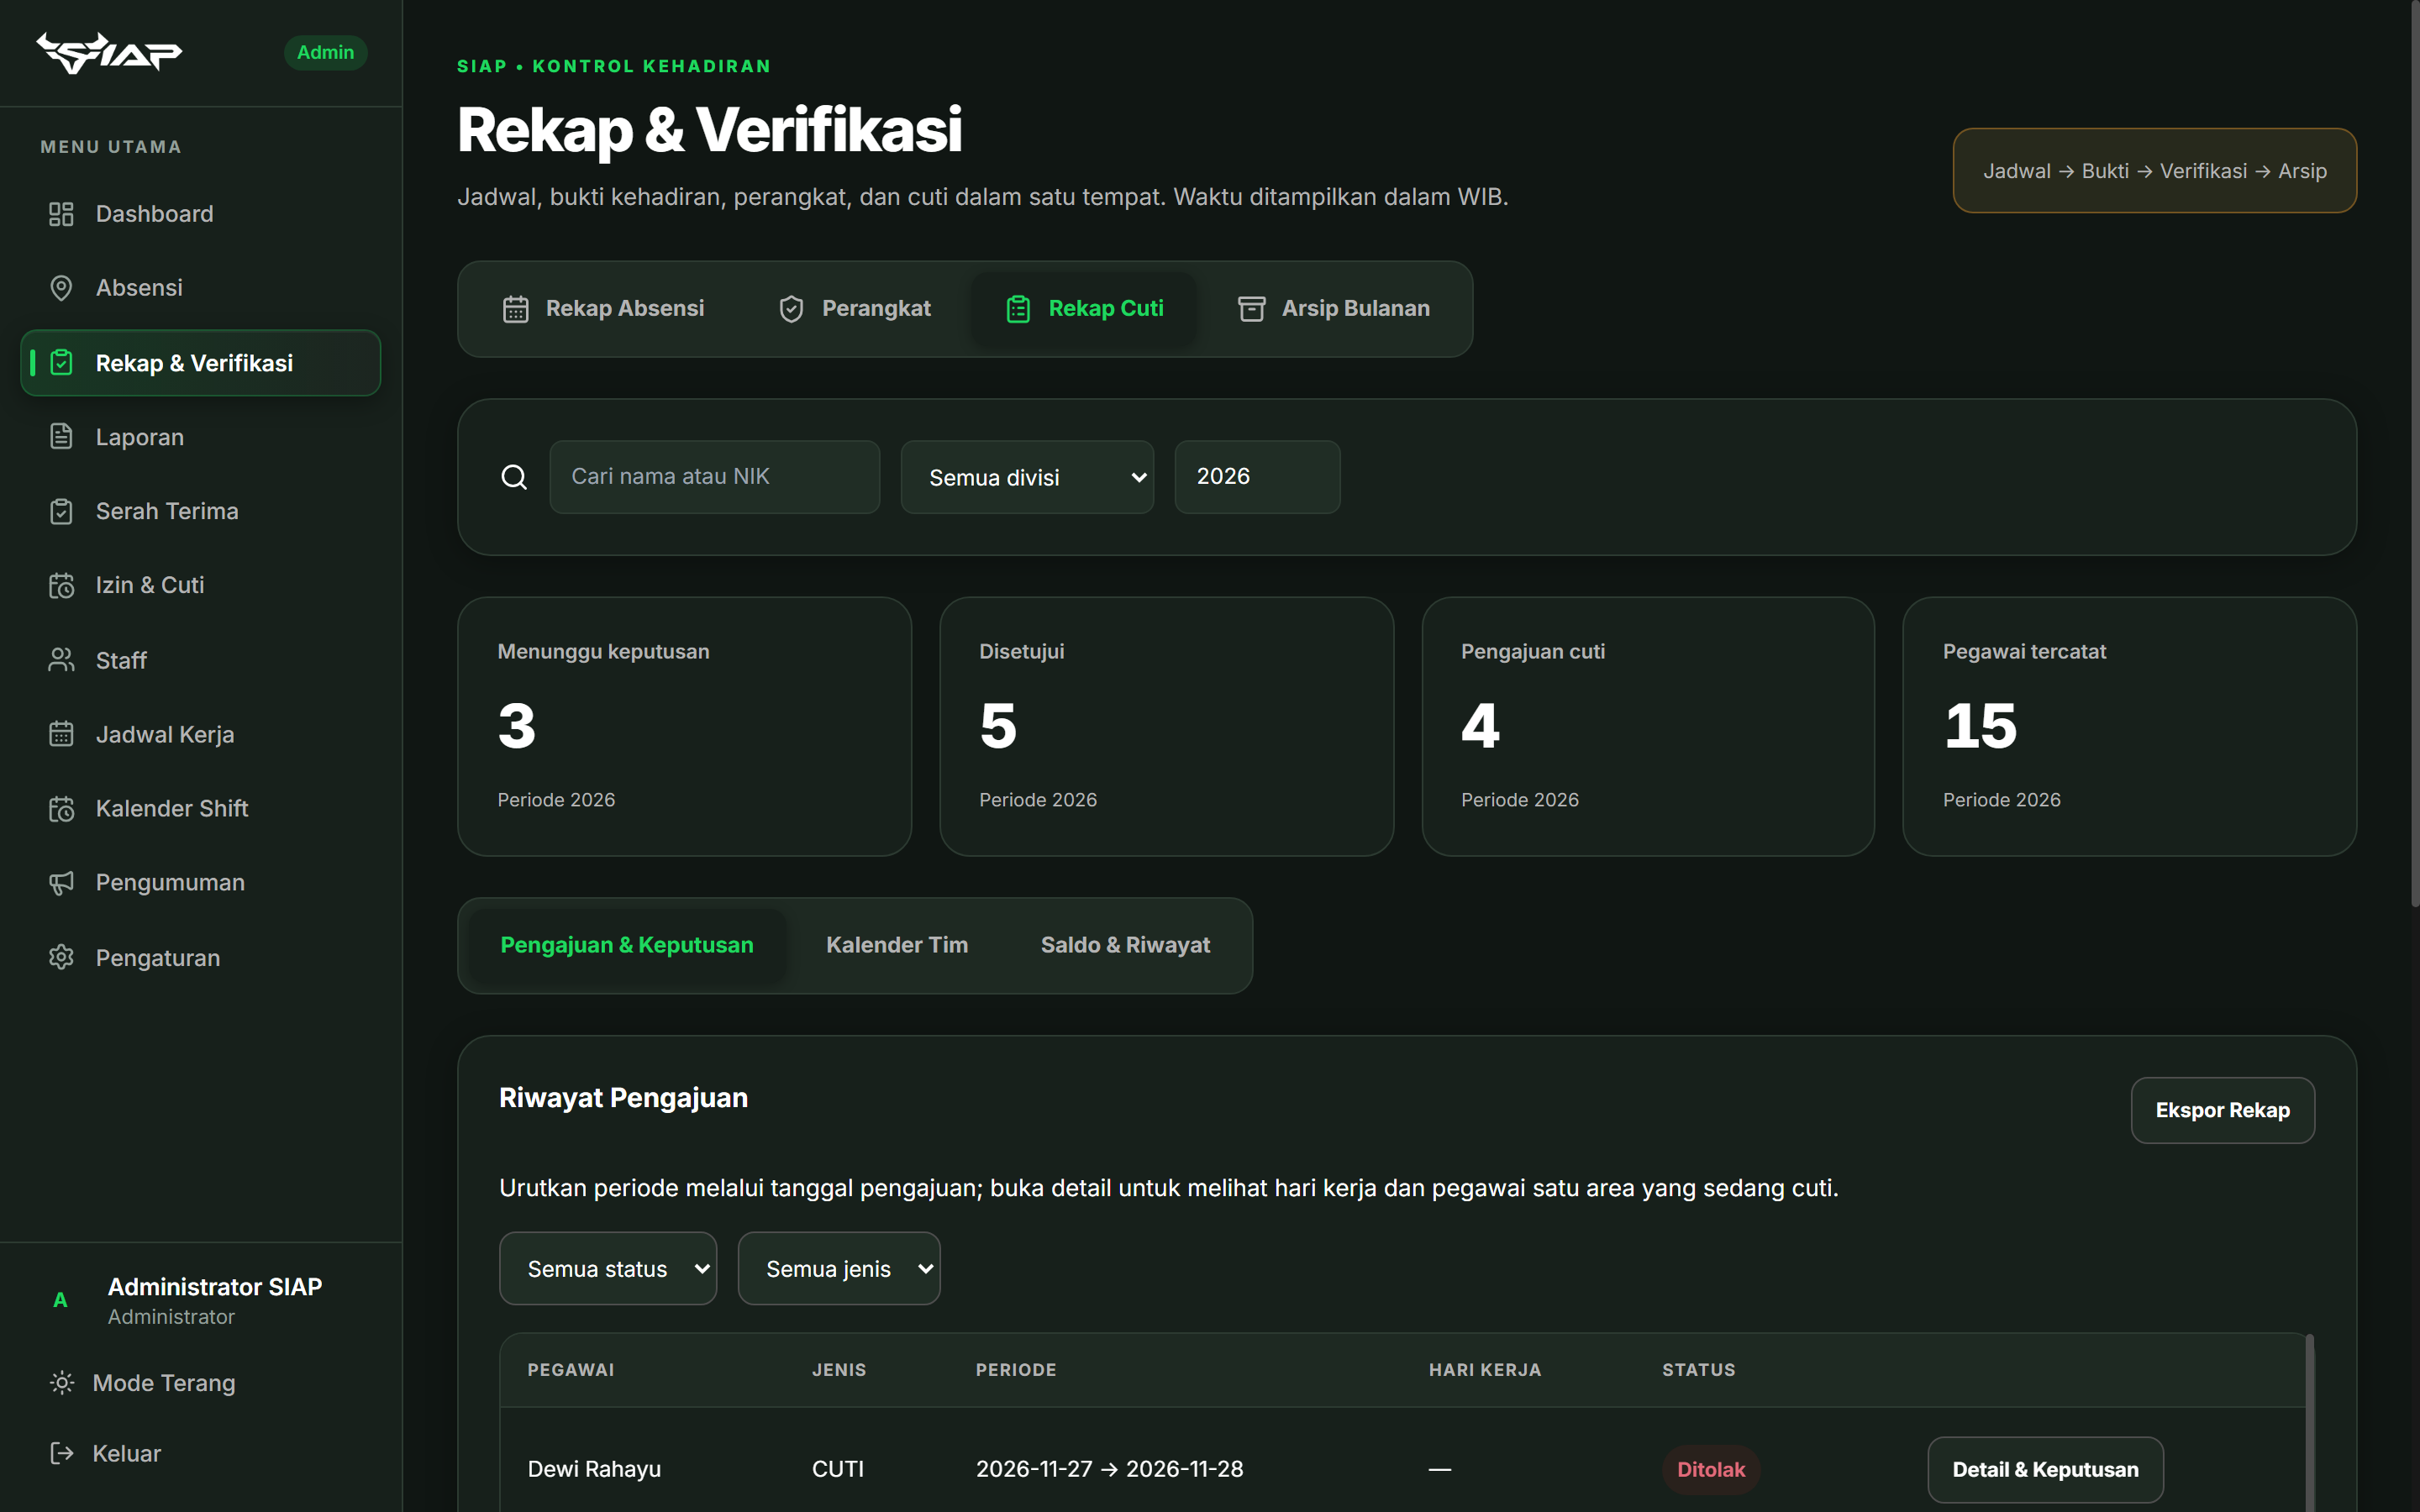 SIAP
Admin
MENU UTAMA
Dashboard
Absensi
Rekap & Verifikasi
Laporan
Serah Terima
Izin & Cuti
Staff
Jadwal Kerja
Kalender Shift
Pengumuman
Pengaturan
A
Administrator SIAP
Administrator
Mode Terang
Keluar
SIAP • KONTROL KEHADIRAN
Rekap & Verifikasi
Jadwal, bukti kehadiran, perangkat, dan cuti dalam satu tempat. Waktu ditampilkan dalam WIB.
Jadwal → Bukti → Verifikasi → Arsip
Rekap Absensi
Perangkat
Rekap Cuti
Arsip Bulanan
Cari nama atau NIK
Semua divisi
2026
Menunggu keputusan
3
Periode 2026
Disetujui
5
Periode 2026
Pengajuan cuti
4
Periode 2026
Pegawai tercatat
15
Periode 2026
Pengajuan & Keputusan
Kalender Tim
Saldo & Riwayat
Riwayat Pengajuan
Ekspor Rekap
Urutkan periode melalui tanggal pengajuan; buka detail untuk melihat hari kerja dan pegawai satu area yang sedang cuti.
Semua status
Semua jenis
PEGAWAI JENIS PERIODE HARI KERJA STATUS
Dewi Rahayu CUTI 2026-11-27 → 2026-11-28 — Ditolak Detail & Keputusan